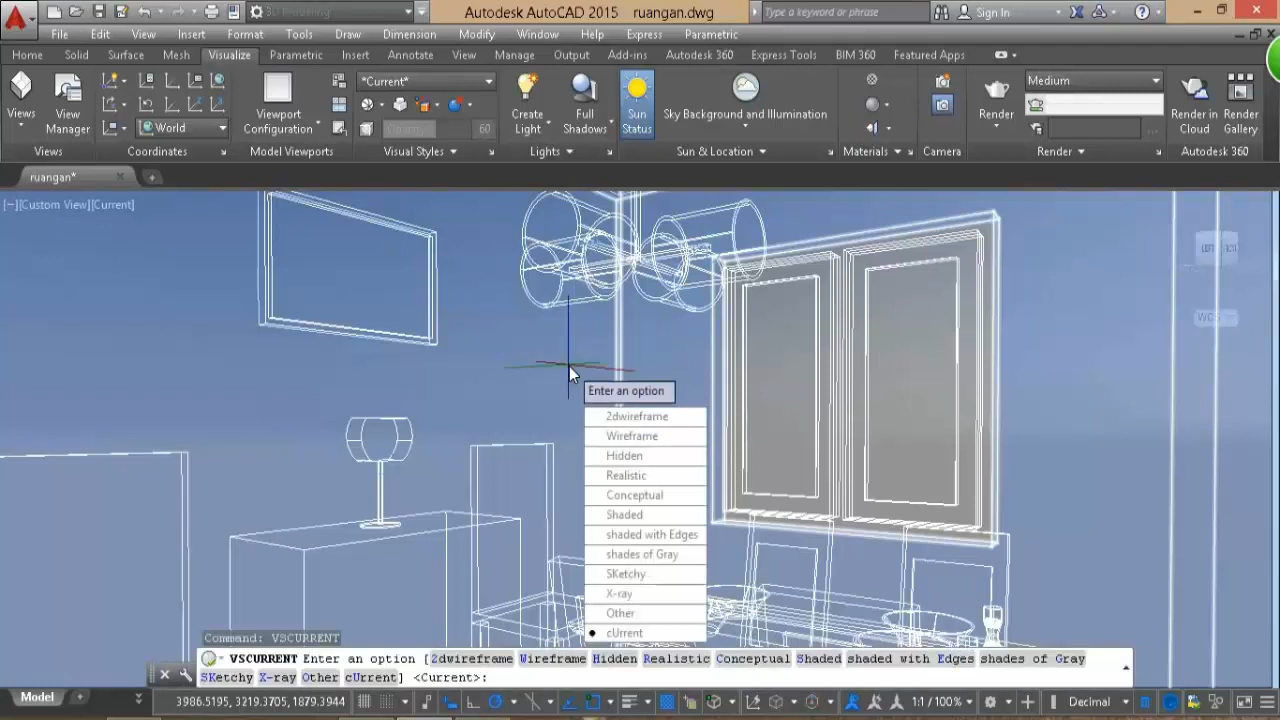 3D Rendering
Autodesk AutoCAD 2015 ruangan.dwg
Type a keyword or phrase
Sign In
File Edit View Insert Format Tools Draw Dimension Modify Window Help Express Parametric
Home Solid Surface Mesh Visualize Parametric Insert Annotate View Manage Output Add-ins Autodesk 360 Express Tools BIM 360 Featured Apps
Views
View Manager
World
Viewport Configuration
*Current*
Opacity 60
Create Light
Full Shadows
Sun Status
Sky Background and Illumination
Render
Medium
Render in Cloud
Render Gallery
Views Coordinates Model Viewports Visual Styles Lights Sun & Location Materials Camera Render Autodesk 360
ruangan*
[−][Custom View][Current]
LEFT
WCS
Enter an option
2dwireframe
Wireframe
Hidden
Realistic
Conceptual
Shaded
shaded with Edges
shades of Gray
SKetchy
X-ray
Other
cUrrent
Command: VSCURRENT
VSCURRENT Enter an option [2dwireframe Wireframe Hidden Realistic Conceptual Shaded shaded with Edges shades of Gray
SKetchy X-ray Other cUrrent] <Current>:
Model
3986.5195, 3219.3705, 1879.3944
1:1 / 100%
Decimal